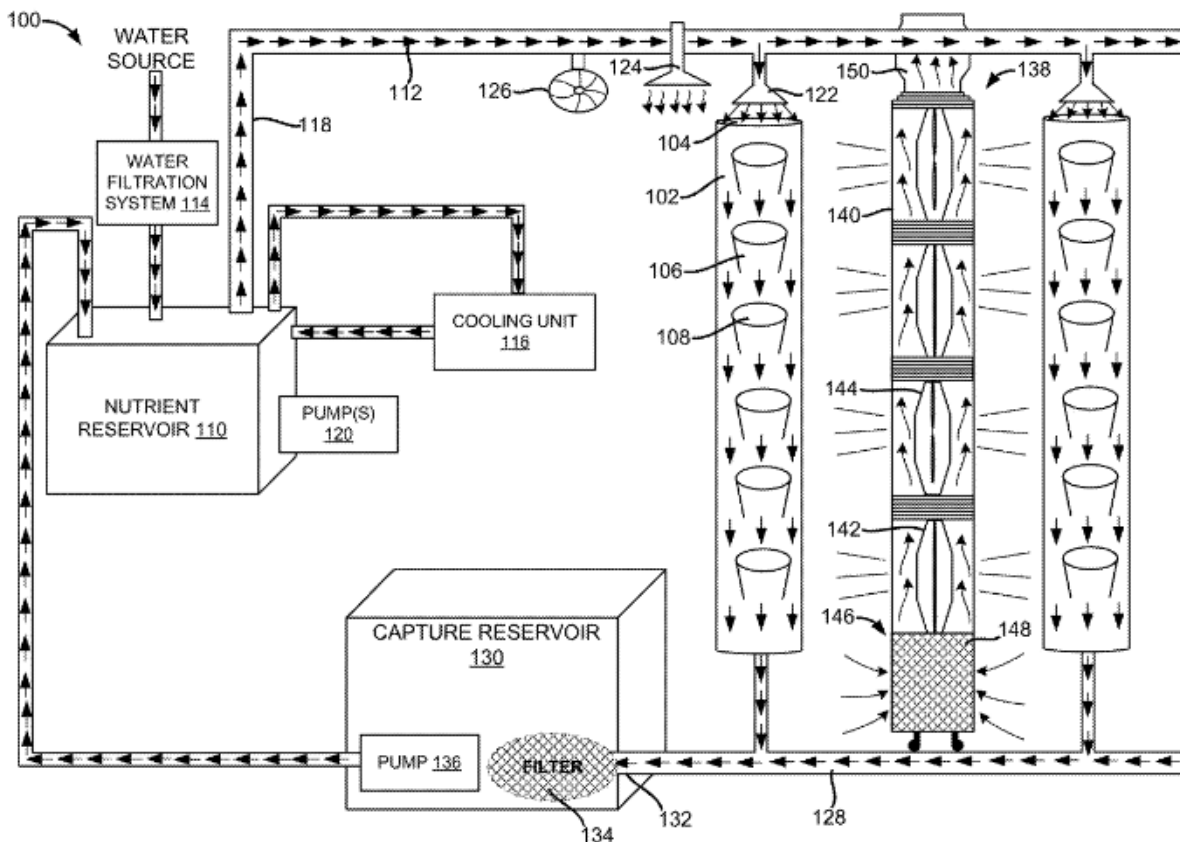 100
WATER
SOURCE
WATER
FILTRATION
SYSTEM 114
118
112
126
124
122
150
138
104
102
140
106
108
COOLING UNIT
116
NUTRIENT
RESERVOIR 110
PUMP(S)
120
144
142
146
148
CAPTURE RESERVOIR
130
PUMP 136
FILTER
134
132
128